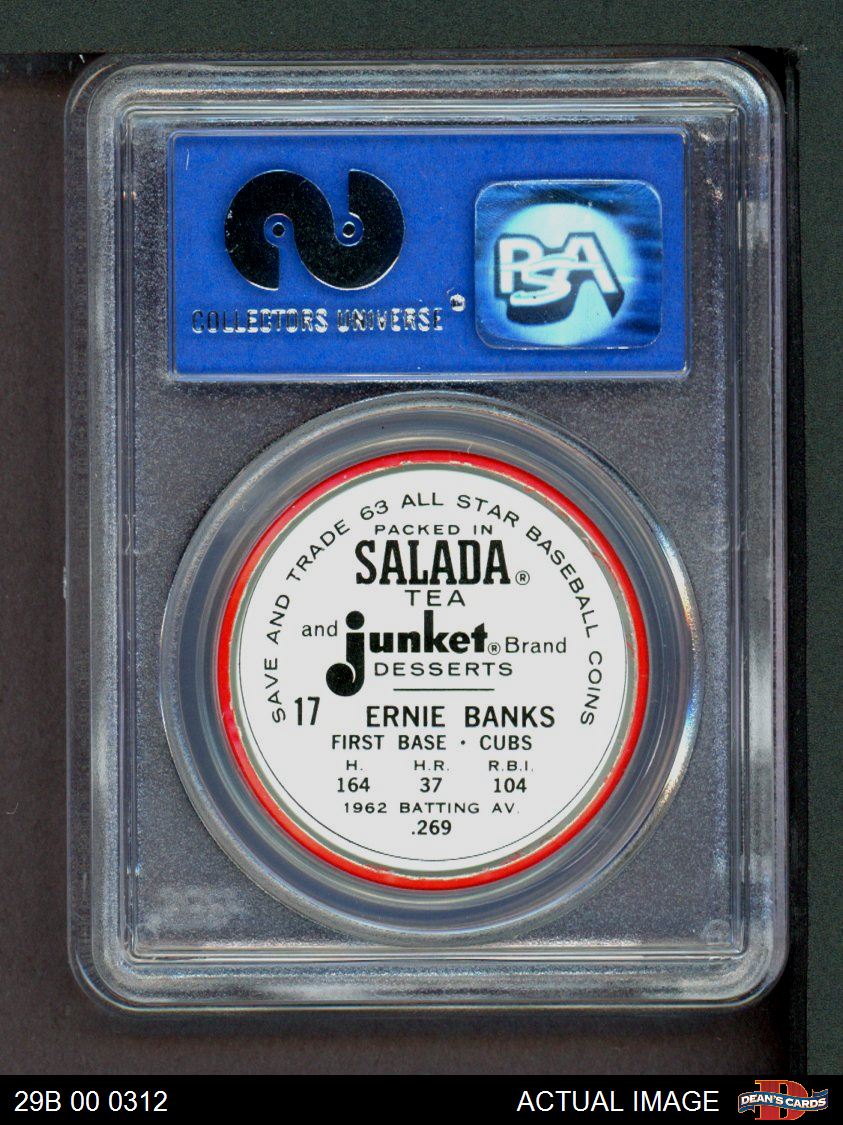 COLLECTORS UNIVERSE
PSA
SAVE AND TRADE 63 ALL STAR BASEBALL COINS
PACKED IN
SALADA®
TEA
and junket® Brand
DESSERTS
17 ERNIE BANKS
FIRST BASE · CUBS
H. H.R. R.B.I.
164 37 104
1962 BATTING AV.
.269
29B 00 0312 ACTUAL IMAGE
DEAN'S CARDS